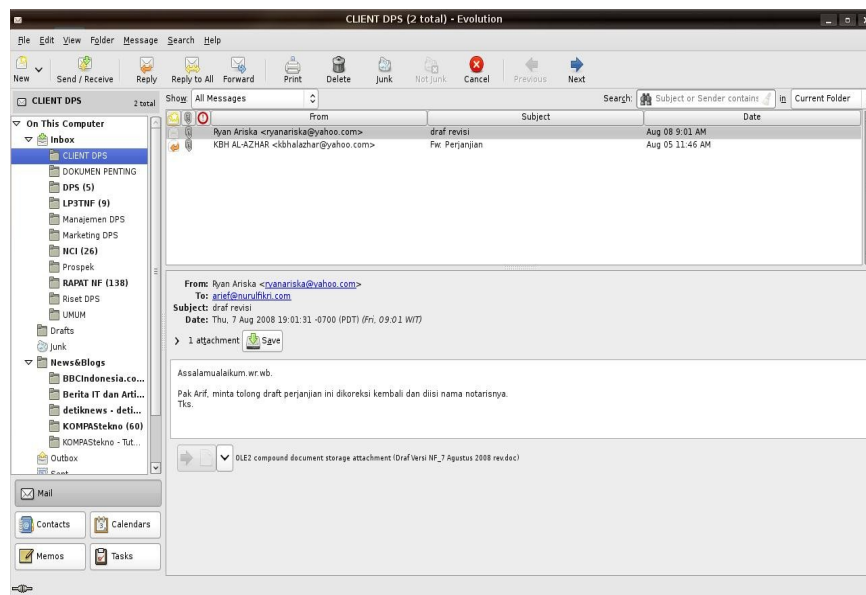 CLIENT DPS (2 total) - Evolution
File Edit View Folder Message Search Help
New Send / Receive Reply Reply to All Forward Print Delete Junk Not Junk Cancel Previous Next
CLIENT DPS 2 total
Show: All Messages Search: Subject or Sender contains in Current Folder
From Subject Date
Ryan Ariska <ryanariska@yahoo.com> draf revisi Aug 08 9:01 AM
KBH AL-AZHAR <kbhalazhar@yahoo.com> Fw: Perjanjian Aug 05 11:46 AM
On This Computer
Inbox
CLIENT DPS
DOKUMEN PENTING
DPS (5)
LP3TNF (9)
Manajemen DPS
Marketing DPS
NCI (26)
Prospek
RAPAT NF (138)
Riset DPS
UMUM
Drafts
Junk
News&Blogs
BBCIndonesia.co...
Berita IT dan Arti...
detiknews - deti...
KOMPAStekno (60)
KOMPAStekno - Tut...
Outbox
Sent
Mail
Contacts Calendars
Memos Tasks
From: Ryan Ariska <ryanariska@yahoo.com>
To: arief@nurulfikri.com
Subject: draf revisi
Date: Thu, 7 Aug 2008 19:01:31 -0700 (PDT) (Fri, 09:01 WIT)
1 attachment Save
Assalamualaikum.wr.wb.
Pak Arif, minta tolong draft perjanjian ini dikoreksi kembali dan diisi nama notarisnya.
Tks.
OLE2 compound document storage attachment (Draf Versi NF_7 Agustus 2008 rev.doc)